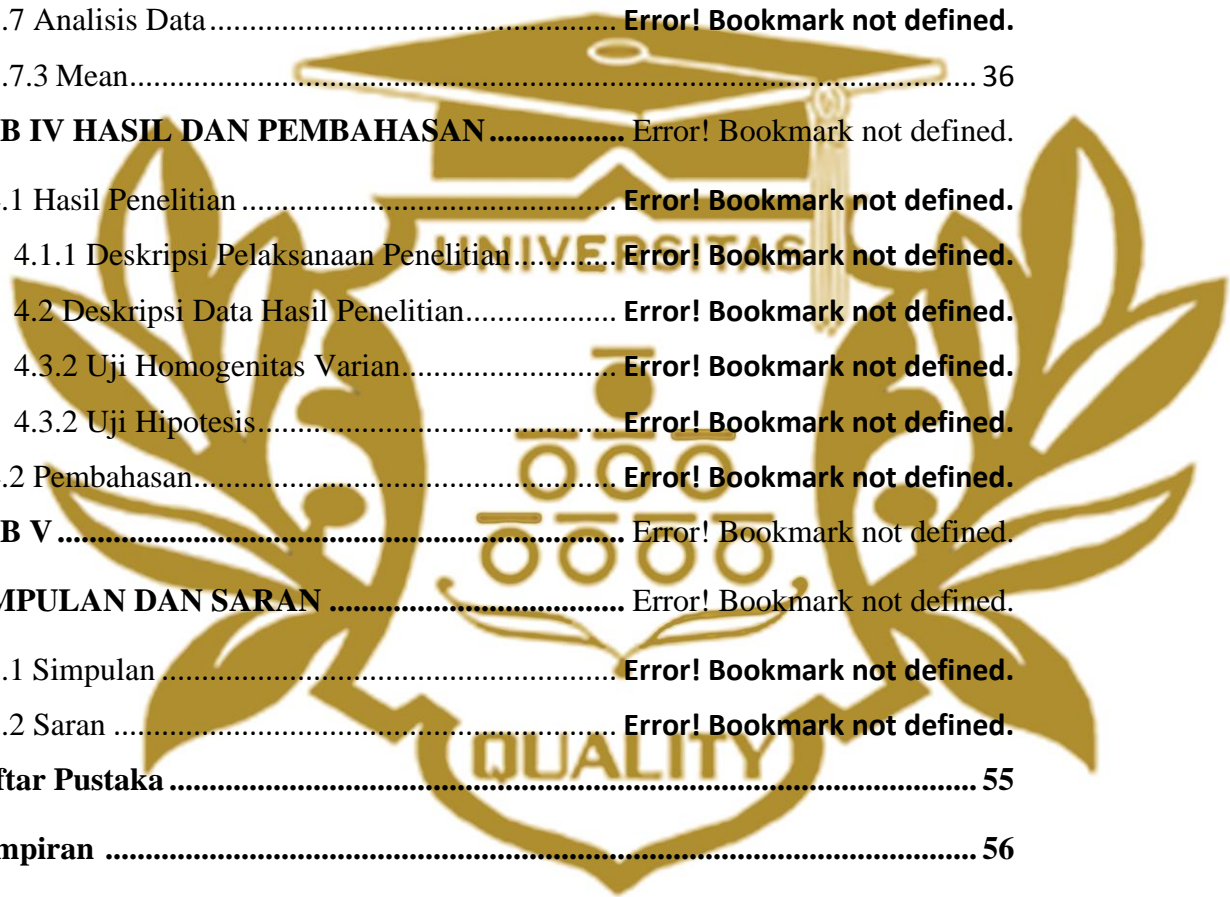 .7 Analisis Data ........................................................ Error! Bookmark not defined.
.7.3 Mean ........................................................ 36
B IV HASIL DAN PEMBAHASAN ................. Error! Bookmark not defined.
.1 Hasil Penelitian ........................................................ Error! Bookmark not defined.
4.1.1 Deskripsi Pelaksanaan Penelitian ................ Error! Bookmark not defined.
4.2 Deskripsi Data Hasil Penelitian ...................... Error! Bookmark not defined.
4.3.2 Uji Homogenitas Varian ................................ Error! Bookmark not defined.
4.3.2 Uji Hipotesis ........................................................ Error! Bookmark not defined.
.2 Pembahasan ........................................................ Error! Bookmark not defined.
B V ........................................................ Error! Bookmark not defined.
MPULAN DAN SARAN ..................................... Error! Bookmark not defined.
.1 Simpulan ........................................................ Error! Bookmark not defined.
.2 Saran ........................................................ Error! Bookmark not defined.
ftar Pustaka ........................................................ 55
mpiran ........................................................ 56
UNIVERSITAS
QUALITY